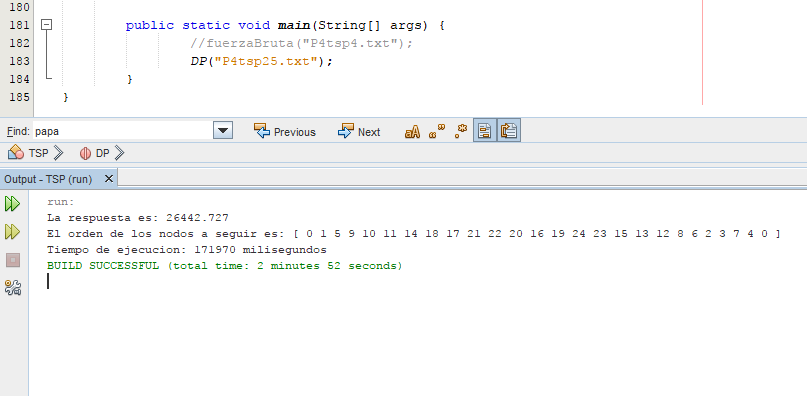 180
181 public static void main(String[] args) {
182 //fuerzaBruta("P4tsp4.txt");
183 DP("P4tsp25.txt");
184 }
185 }
Find: papa Previous Next aA “” .*
TSP DP
Output - TSP (run) ×
run:
La respuesta es: 26442.727
El orden de los nodos a seguir es: [ 0 1 5 9 10 11 14 18 17 21 22 20 16 19 24 23 15 13 12 8 6 2 3 7 4 0 ]
Tiempo de ejecucion: 171970 milisegundos
BUILD SUCCESSFUL (total time: 2 minutes 52 seconds)